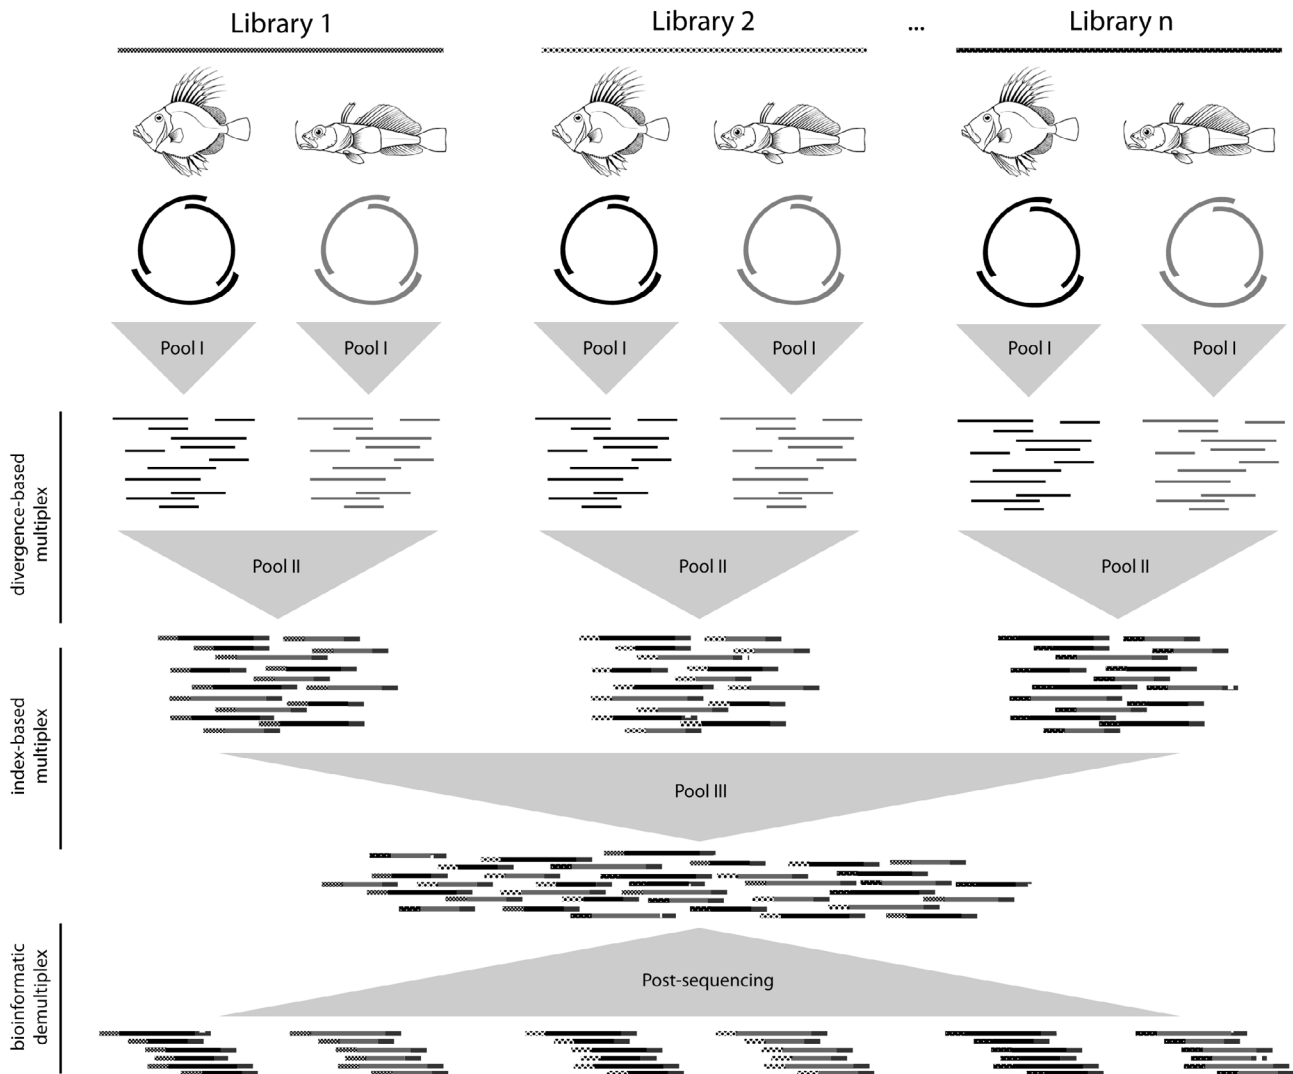 Library 1
Library 2
...
Library n
Pool I
Pool I
Pool I
Pool I
Pool I
Pool I
divergence-based
multiplex
Pool II
Pool II
Pool II
index-based
multiplex
Pool III
bioinformatic
demultiplex
Post-sequencing